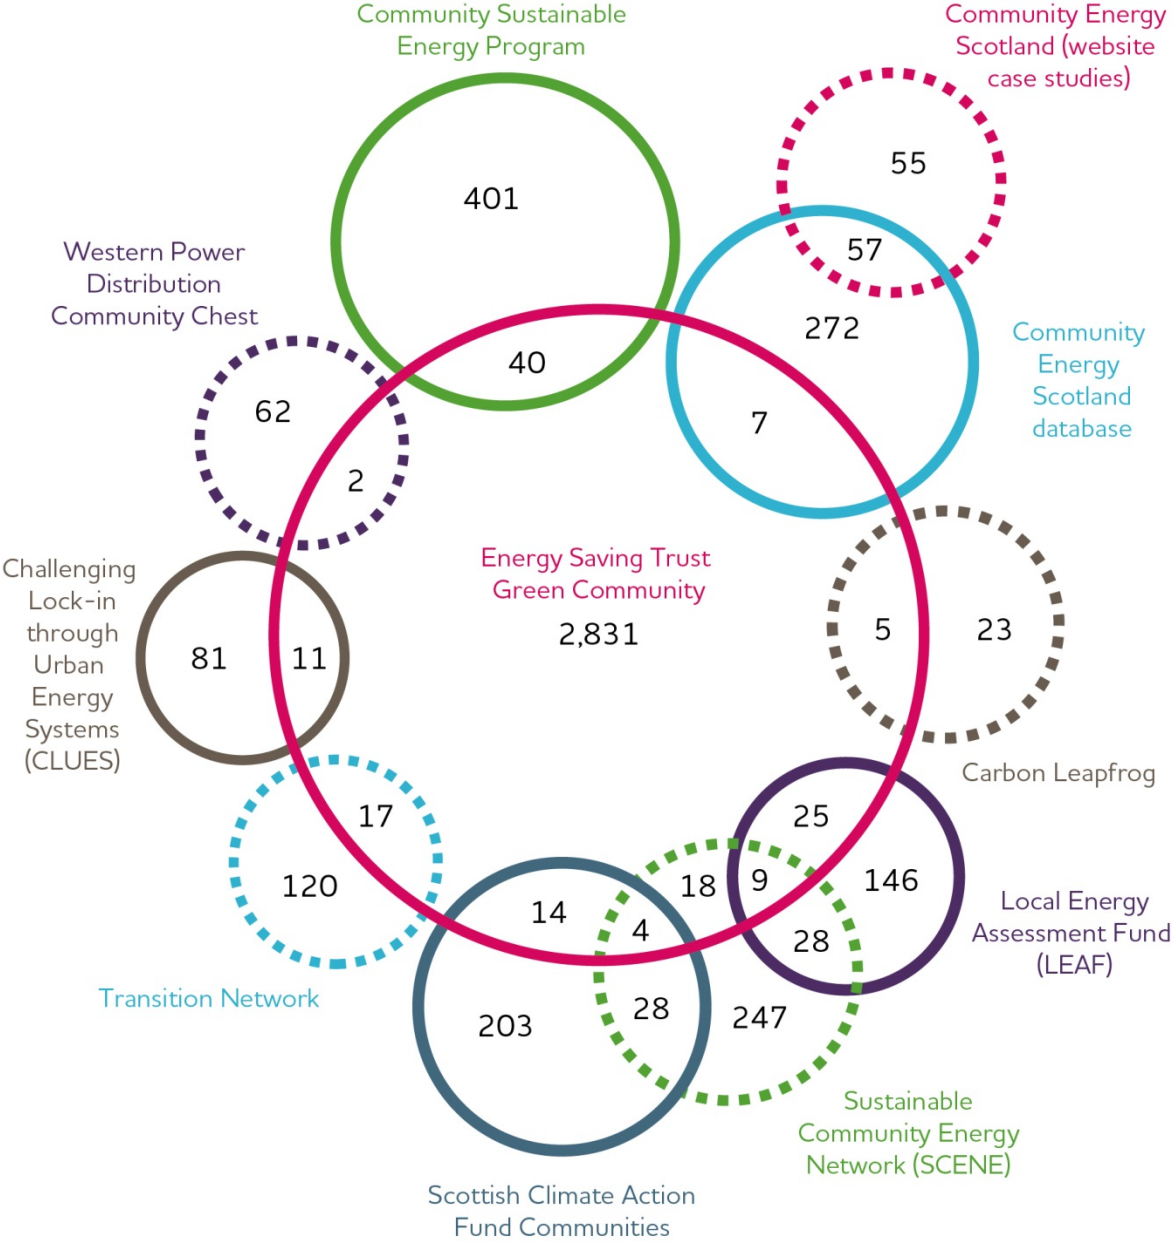 Community Sustainable
Energy Program
Community Energy
Scotland (website
case studies)
401
55
57
Western Power
Distribution
Community Chest
272
Community
Energy
Scotland
database
40
62
7
2
Energy Saving Trust
Green Community
2,831
Challenging
Lock-in
through
Urban
Energy
Systems
(CLUES)
81
11
5
23
Carbon Leapfrog
17
120
Transition Network
25
18
9
146
14
4
28
Local Energy
Assessment Fund
(LEAF)
203
28
247
Sustainable
Community Energy
Network (SCENE)
Scottish Climate Action
Fund Communities